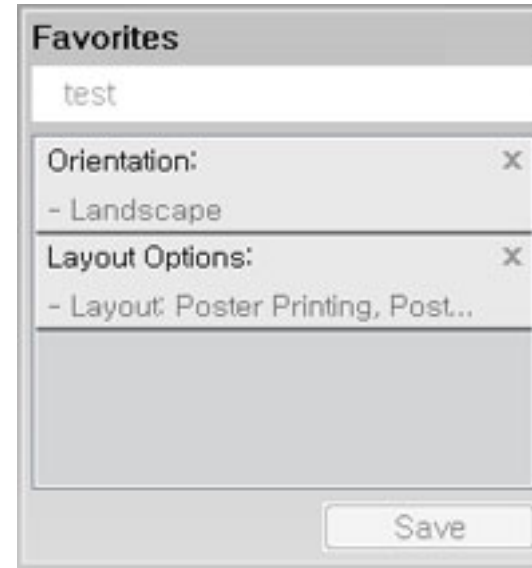 Favorites
test
Orientation: x
- Landscape
Layout Options: x
- Layout: Poster Printing, Post...
Save